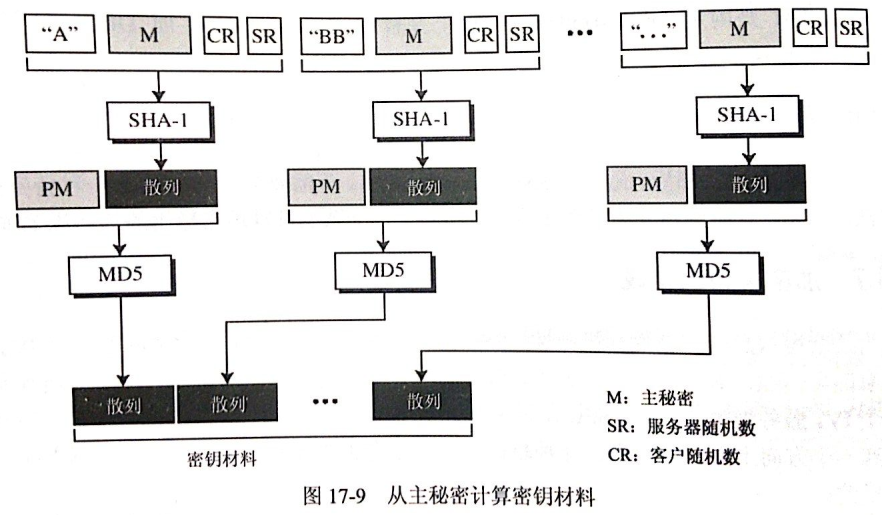 “A” M CR SR “BB” M CR SR ••• “. . .” M CR SR
SHA-1 SHA-1 SHA-1
PM 散列 PM 散列 PM 散列
MD5 MD5 MD5
散列 散列 ••• 散列
密钥材料
M：主秘密
SR：服务器随机数
CR：客户随机数
图 17-9 从主秘密计算密钥材料